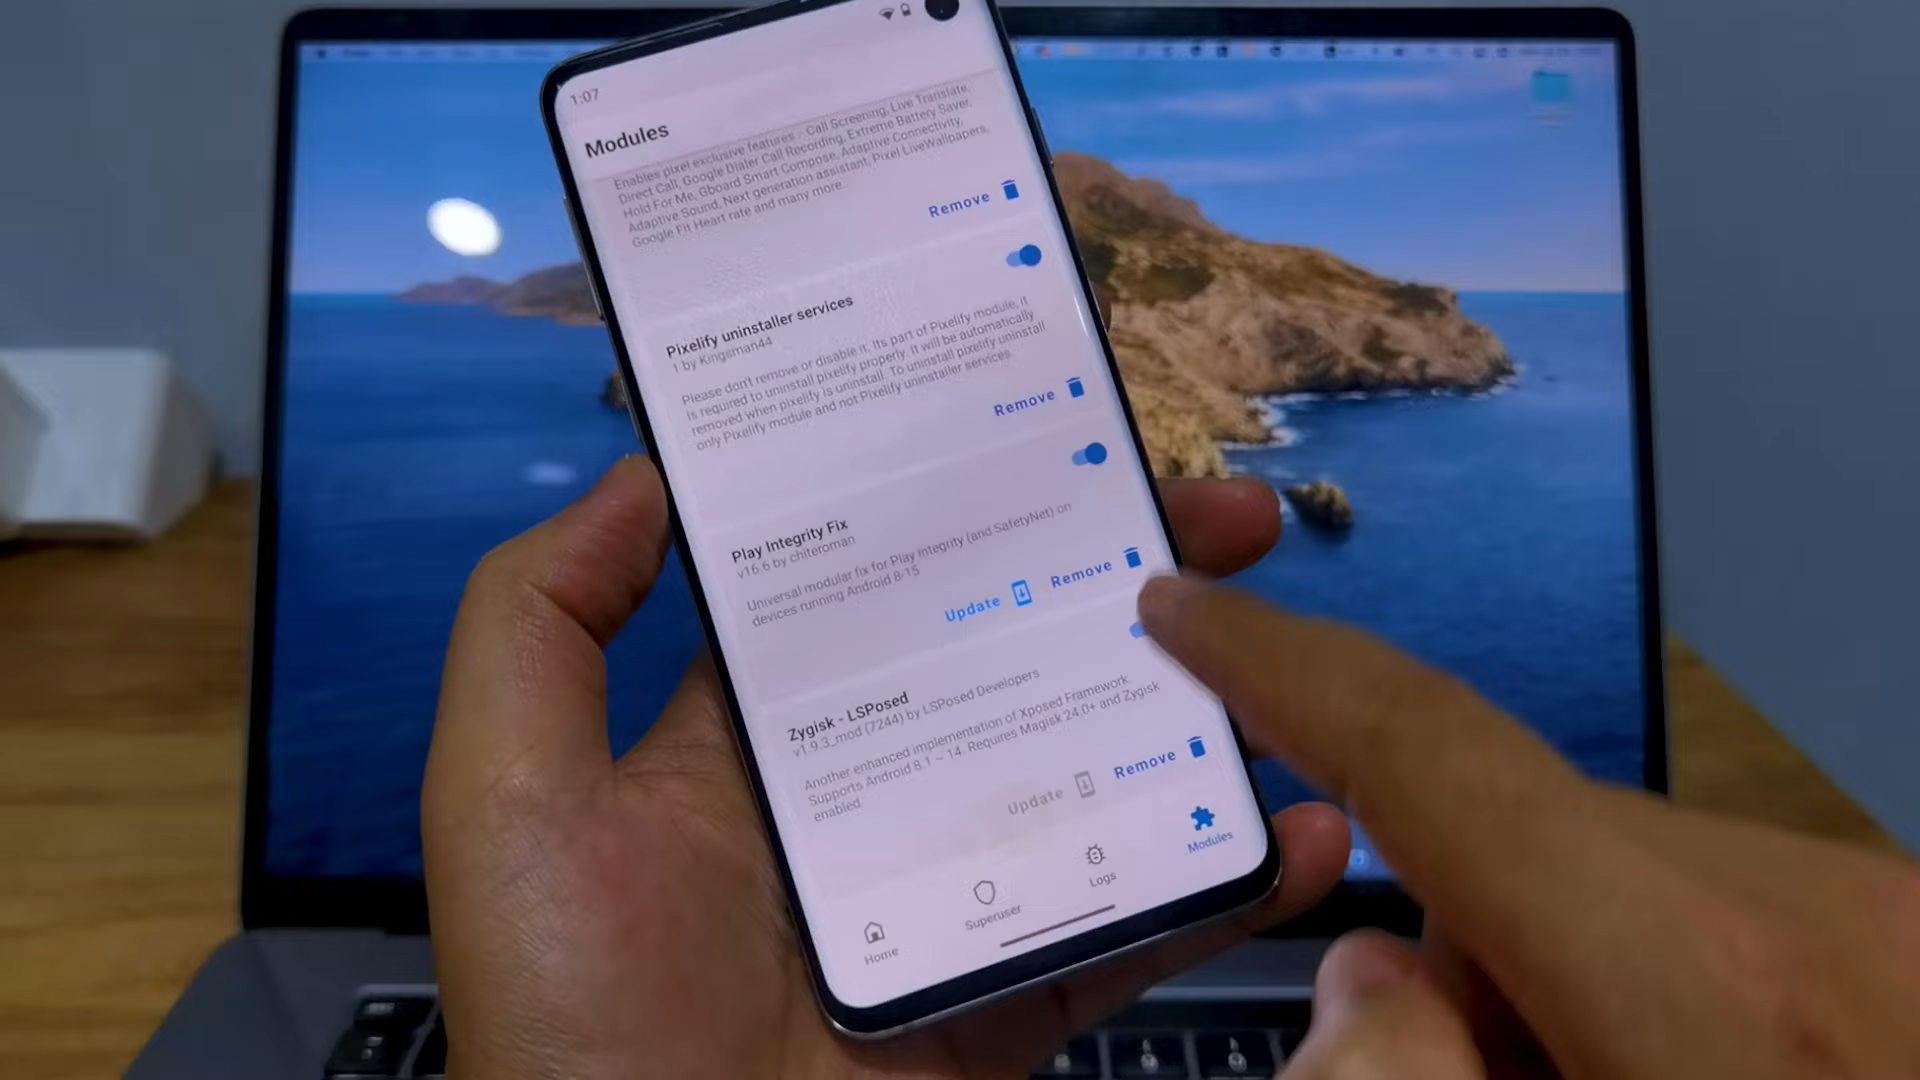 1:07
Modules
Enables pixel exclusive features - Call Screening, Live Translate,
Direct Call, Google Dialer Call Recording, Extreme Battery Saver,
Hold For Me, Gboard Smart Compose, Adaptive Connectivity,
Adaptive Sound, Next generation assistant, Pixel LiveWallpapers,
Google Fit Heart rate and many more..
Remove
Pixelify uninstaller services
1 by Kingsman44
Please don't remove or disable it. Its part of Pixelify module, it
is required to uninstall pixelify properly. It will be automatically
removed when pixelify is uninstall. To uninstall pixelify uninstall
only Pixelify module and not Pixelify uninstaller services.
Remove
Play Integrity Fix
v16.6 by chiteroman
Universal modular fix for Play Integrity (and SafetyNet) on
devices running Android 8-15
Update
Remove
Zygisk - LSPosed
v1.9.3_mod (7244) by LSPosed Developers
Another enhanced implementation of Xposed Framework.
Supports Android 8.1 ~ 14. Requires Magisk 24.0+ and Zygisk
enabled.
Update
Remove
Home
Superuser
Logs
Modules